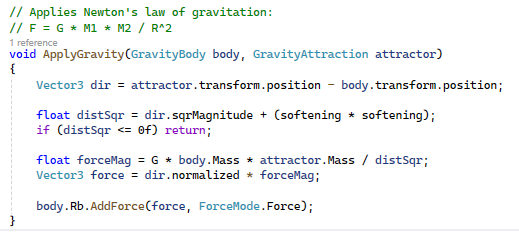 // Applies Newton's law of gravitation:
// F = G * M1 * M2 / R^2
1 reference
void ApplyGravity(GravityBody body, GravityAttraction attractor)
{
    Vector3 dir = attractor.transform.position - body.transform.position;

    float distSqr = dir.sqrMagnitude + (softening * softening);
    if (distSqr <= 0f) return;

    float forceMag = G * body.Mass * attractor.Mass / distSqr;
    Vector3 force = dir.normalized * forceMag;

    body.Rb.AddForce(force, ForceMode.Force);
}